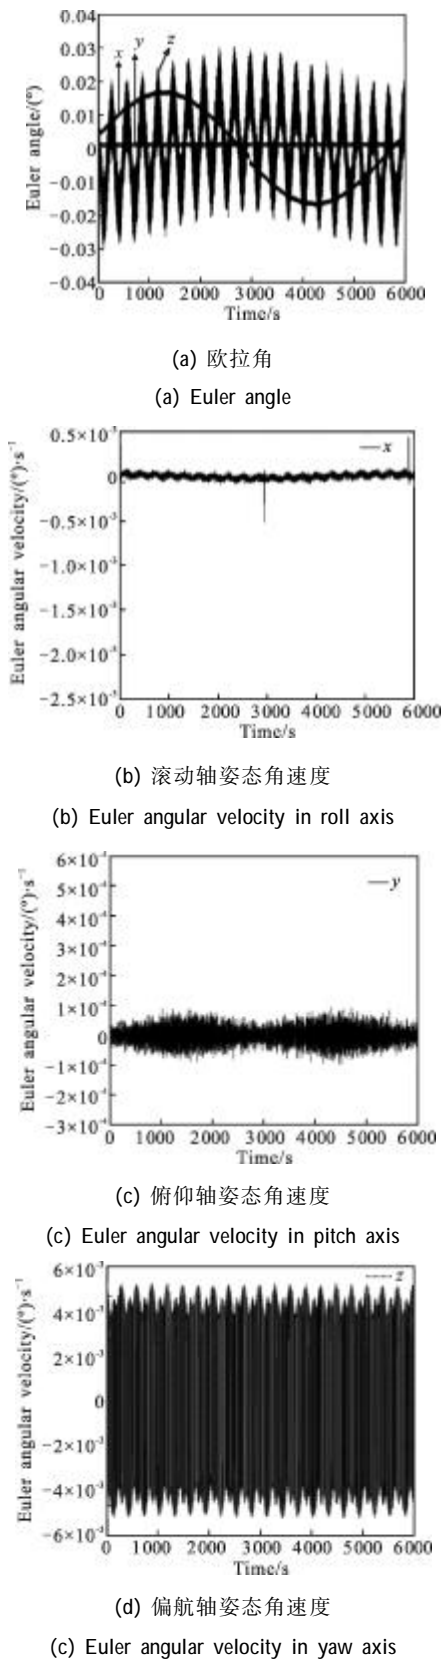 0.04
0.03
0.02
0.01
0
−0.01
−0.02
−0.03
−0.04
Euler angle/(°)
x
y
z
0 1000 2000 3000 4000 5000 6000
Time/s
(a) 欧拉角
(a) Euler angle
0.5×10⁻³
0
−0.5×10⁻³
−1.0×10⁻³
−1.5×10⁻³
−2.0×10⁻³
−2.5×10⁻³
Euler angular velocity/(°)·s⁻¹
x
0 1000 2000 3000 4000 5000 6000
Time/s
(b) 滚动轴姿态角速度
(b) Euler angular velocity in roll axis
6×10⁻⁴
5×10⁻⁴
4×10⁻⁴
3×10⁻⁴
2×10⁻⁴
1×10⁻⁴
0
−1×10⁻⁴
−2×10⁻⁴
−3×10⁻⁴
Euler angular velocity/(°)·s⁻¹
y
0 1000 2000 3000 4000 5000 6000
Time/s
(c) 俯仰轴姿态角速度
(c) Euler angular velocity in pitch axis
6×10⁻³
4×10⁻³
2×10⁻³
0
−2×10⁻³
−4×10⁻³
−6×10⁻³
Euler angular velocity/(°)·s⁻¹
z
0 1000 2000 3000 4000 5000 6000
Time/s
(d) 偏航轴姿态角速度
(c) Euler angular velocity in yaw axis